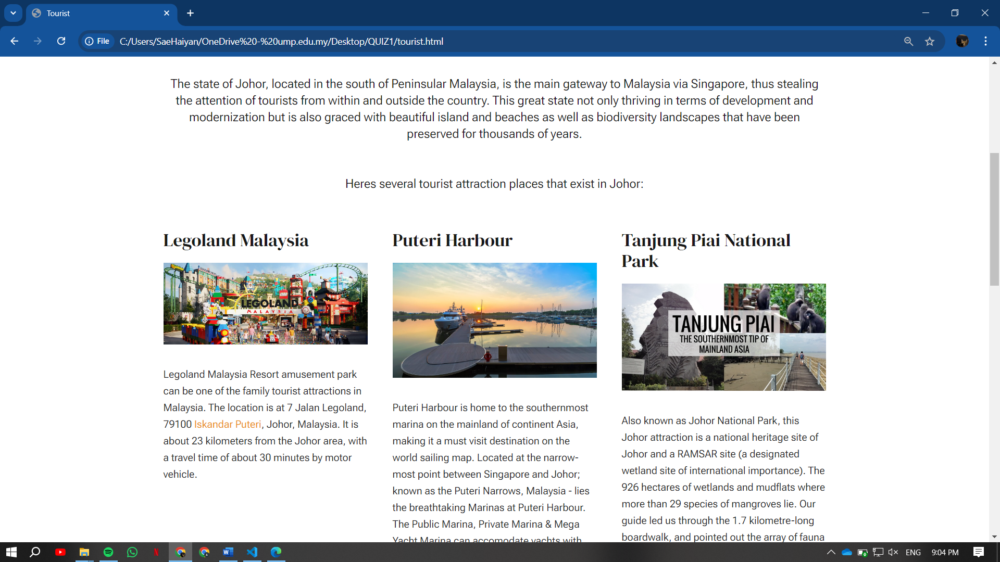 Tourist
File
C:/Users/SaeHaiyan/OneDrive%20-%20ump.edu.my/Desktop/QUIZ1/tourist.html
The state of Johor, located in the south of Peninsular Malaysia, is the main gateway to Malaysia via Singapore, thus stealing
the attention of tourists from within and outside the country. This great state not only thriving in terms of development and
modernization but is also graced with beautiful island and beaches as well as biodiversity landscapes that have been
preserved for thousands of years.
Heres several tourist attraction places that exist in Johor:
Legoland Malaysia
LEGO
LEGOLAND
MALAYSIA
Legoland Malaysia Resort amusement park
can be one of the family tourist attractions in
Malaysia. The location is at 7 Jalan Legoland,
79100 Iskandar Puteri, Johor, Malaysia. It is
about 23 kilometers from the Johor area, with
a travel time of about 30 minutes by motor
vehicle.
Puteri Harbour
Puteri Harbour is home to the southernmost
marina on the mainland of continent Asia,
making it a must visit destination on the
world sailing map. Located at the narrow-
most point between Singapore and Johor;
known as the Puteri Narrows, Malaysia - lies
the breathtaking Marinas at Puteri Harbour.
The Public Marina, Private Marina & Mega
Yacht Marina can accomodate yachts with
Tanjung Piai National
Park
TANJUNG PIAI
THE SOUTHERNMOST TIP OF
MAINLAND ASIA
Also known as Johor National Park, this
Johor attraction is a national heritage site of
Johor and a RAMSAR site (a designated
wetland site of international importance). The
926 hectares of wetlands and mudflats where
more than 29 species of mangroves lie. Our
guide led us through the 1.7 kilometre-long
boardwalk, and pointed out the array of fauna
ENG
9:04 PM